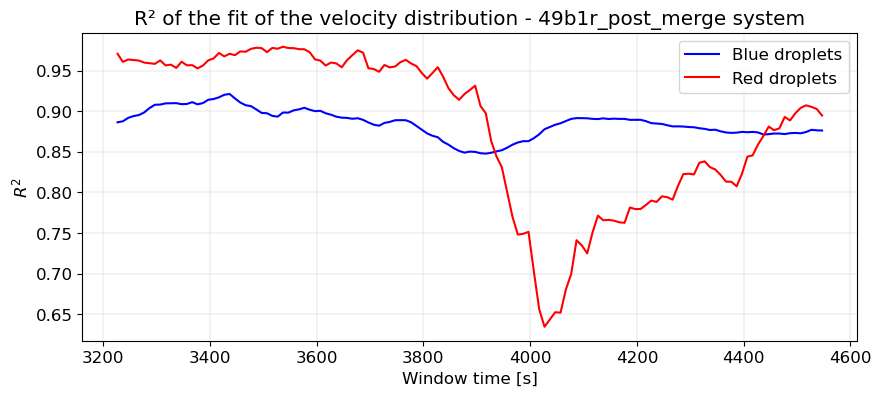 R² of the fit of the velocity distribution - 49b1r_post_merge system
Blue droplets
Red droplets
0.95
0.90
0.85
0.80
0.75
0.70
0.65
R²
3200 3400 3600 3800 4000 4200 4400 4600
Window time [s]